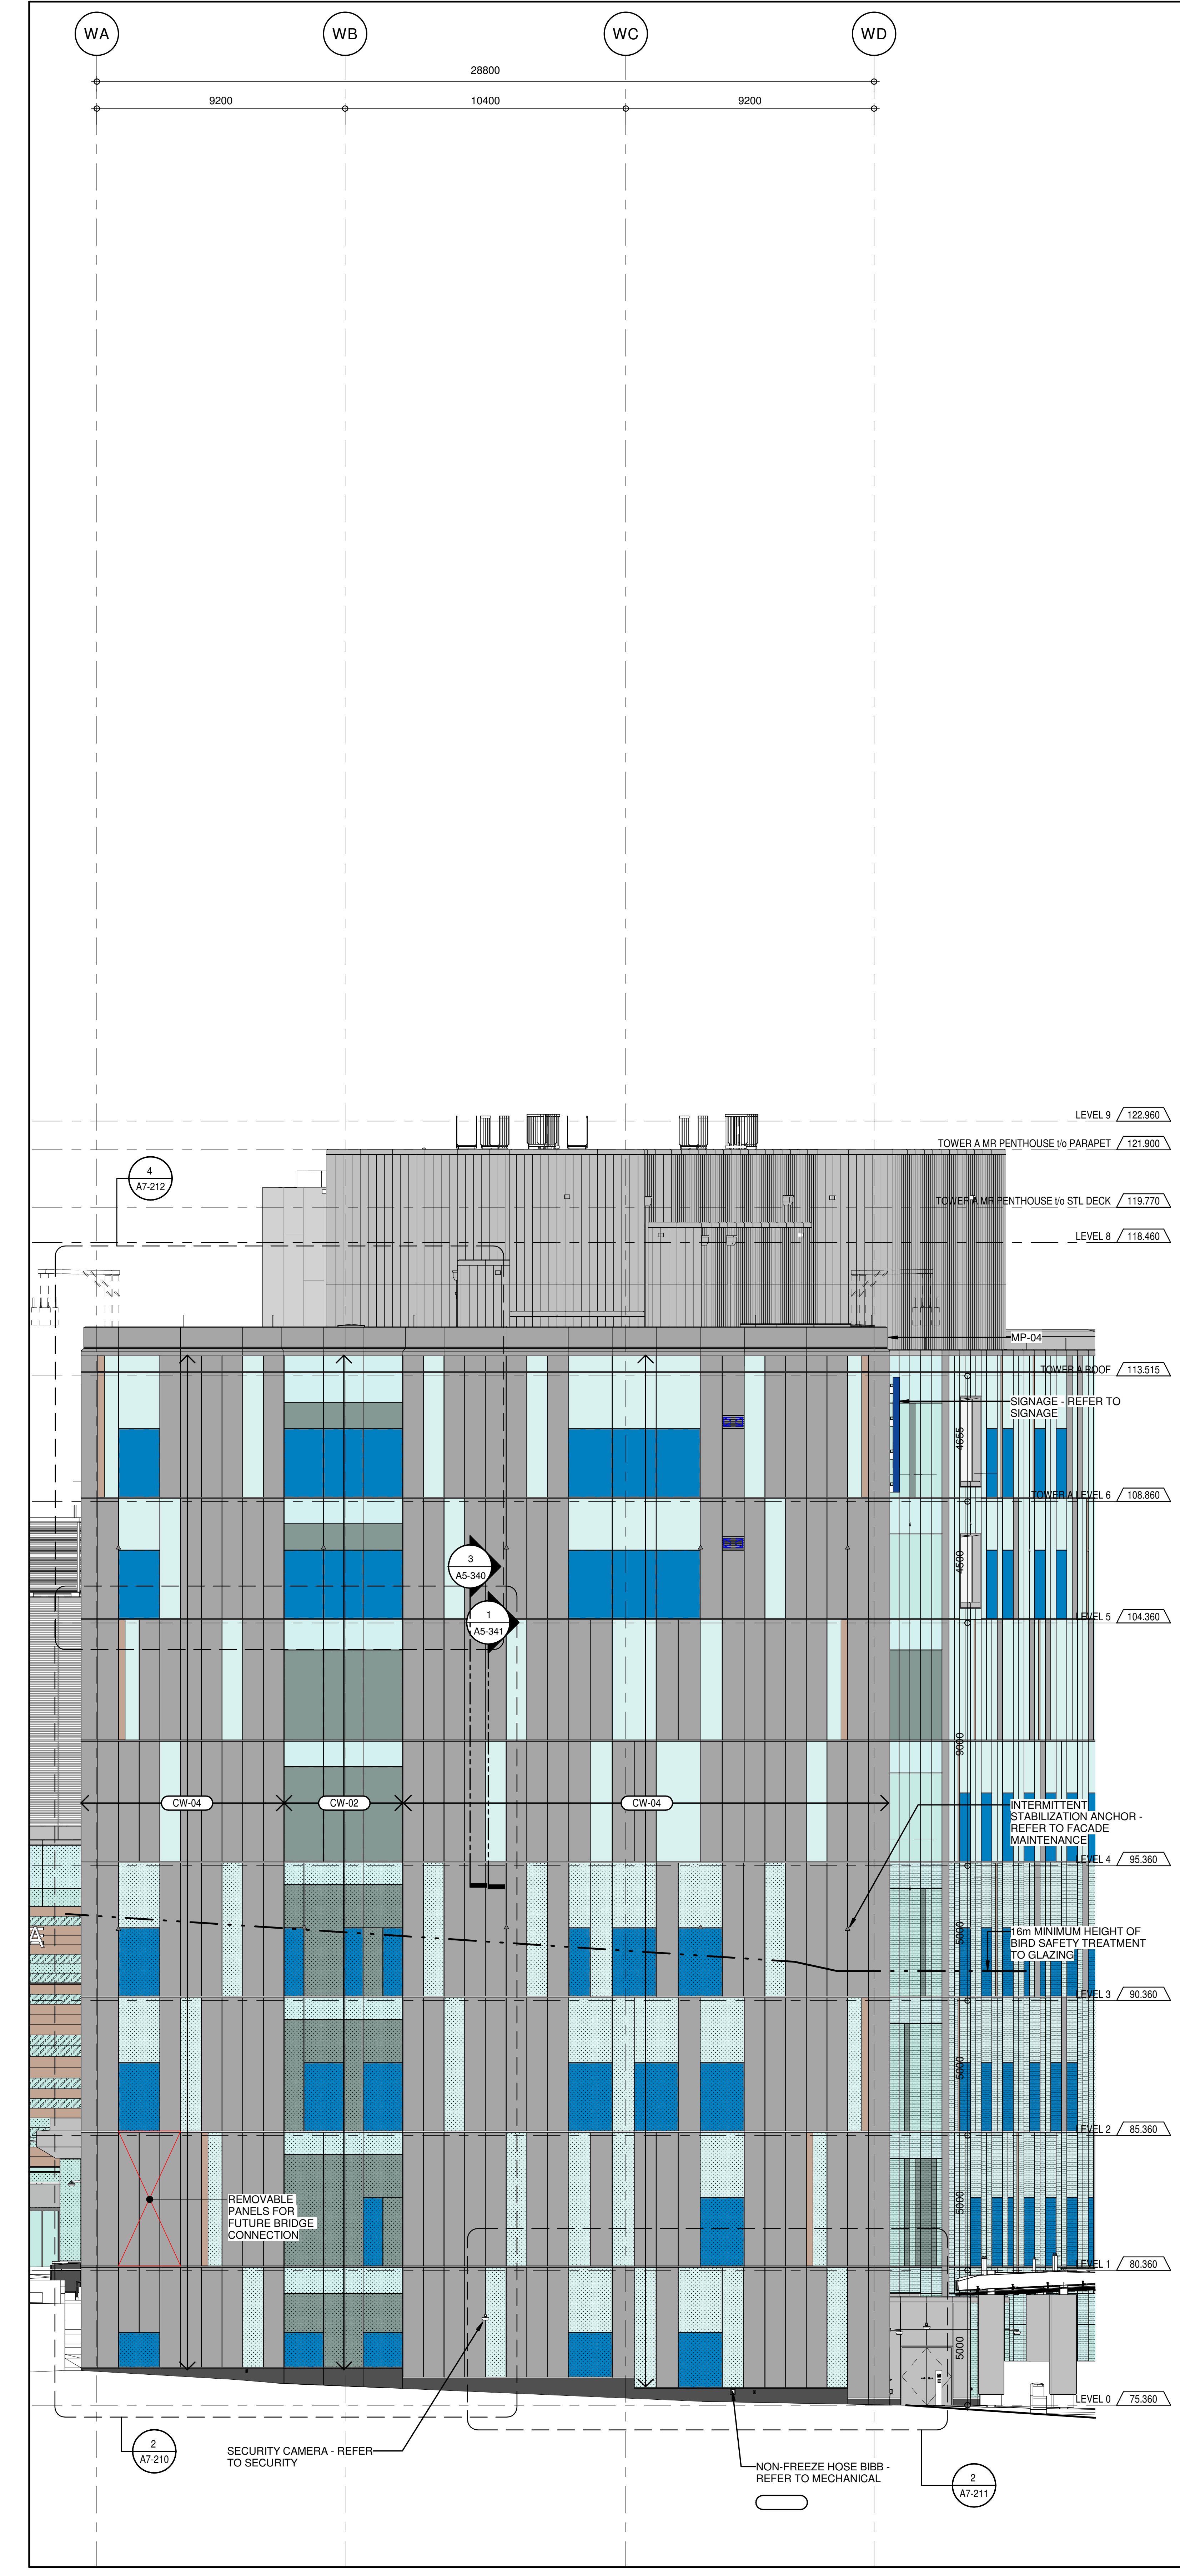 WA
WB
WC
WD
28800
9200
10400
9200
LEVEL 9 122.960
TOWER A MR PENTHOUSE t/o PARAPET 121.900
4
A7-212
TOWER A MR PENTHOUSE t/o STL DECK 119.770
LEVEL 8 118.460
MP-04
TOWER A ROOF 113.515
SIGNAGE - REFER TO
SIGNAGE
4655
TOWER A LEVEL 6 108.860
3
A5-340
4500
1
A5-341
LEVEL 5 104.360
9000
CW-04
CW-02
CW-04
INTERMITTENT
STABILIZATION ANCHOR -
REFER TO FACADE
MAINTENANCE
LEVEL 4 95.360
16m MINIMUM HEIGHT OF
BIRD SAFETY TREATMENT
TO GLAZING
5000
LEVEL 3 90.360
5000
LEVEL 2 85.360
REMOVABLE
PANELS FOR
FUTURE BRIDGE
CONNECTION
5000
LEVEL 1 80.360
5000
LEVEL 0 75.360
2
A7-210
SECURITY CAMERA - REFER
TO SECURITY
NON-FREEZE HOSE BIBB -
REFER TO MECHANICAL
2
A7-211